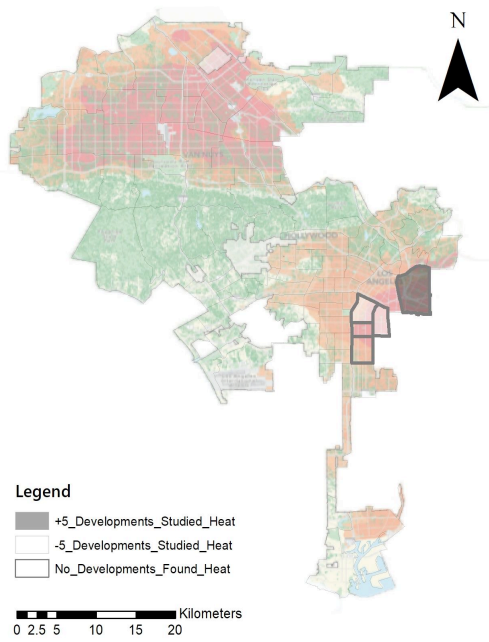 N
HOLLYWOOD
LOS
ANGELES
Legend
+5_Developments_Studied_Heat
-5_Developments_Studied_Heat
No_Developments_Found_Heat
Kilometers
0 2.5 5 10 15 20